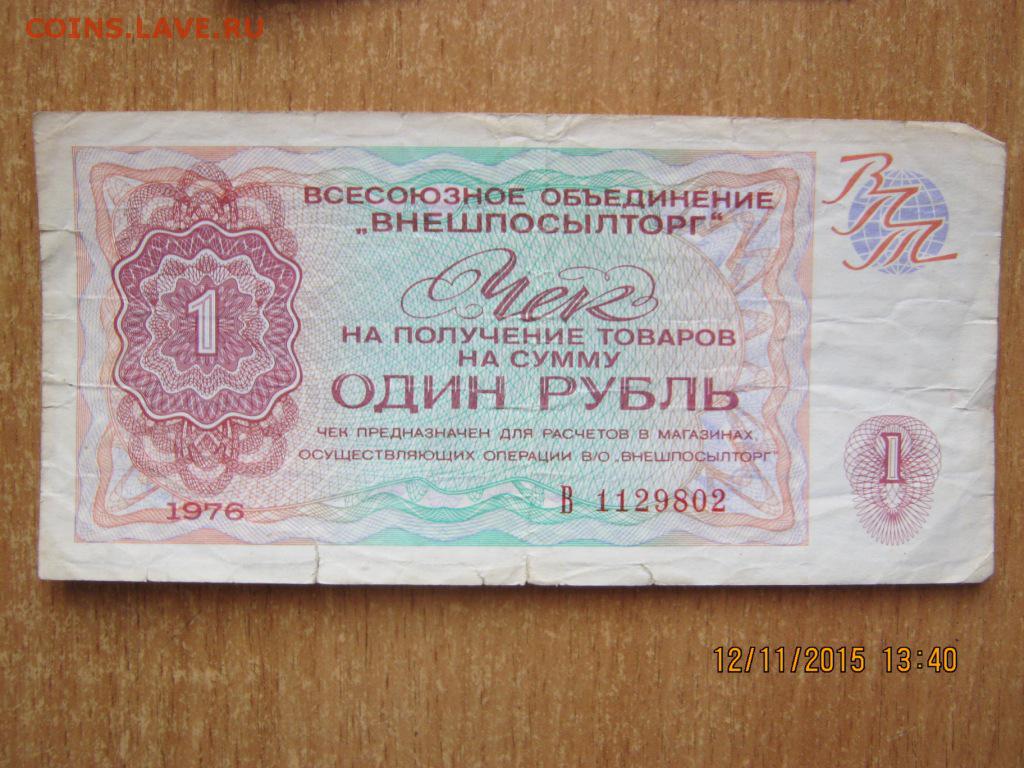 COINS.LAVE.RU
ВСЕСОЮЗНОЕ ОБЪЕДИНЕНИЕ
„ВНЕШПОСЫЛТОРГ“
ВПТ
1
Чек
НА ПОЛУЧЕНИЕ ТОВАРОВ
НА СУММУ
ОДИН РУБЛЬ
ЧЕК ПРЕДНАЗНАЧЕН ДЛЯ РАСЧЕТОВ В МАГАЗИНАХ,
ОСУЩЕСТВЛЯЮЩИХ ОПЕРАЦИИ В/О „ВНЕШПОСЫЛТОРГ“
1
1976
В 1129802
12/11/2015 13:40